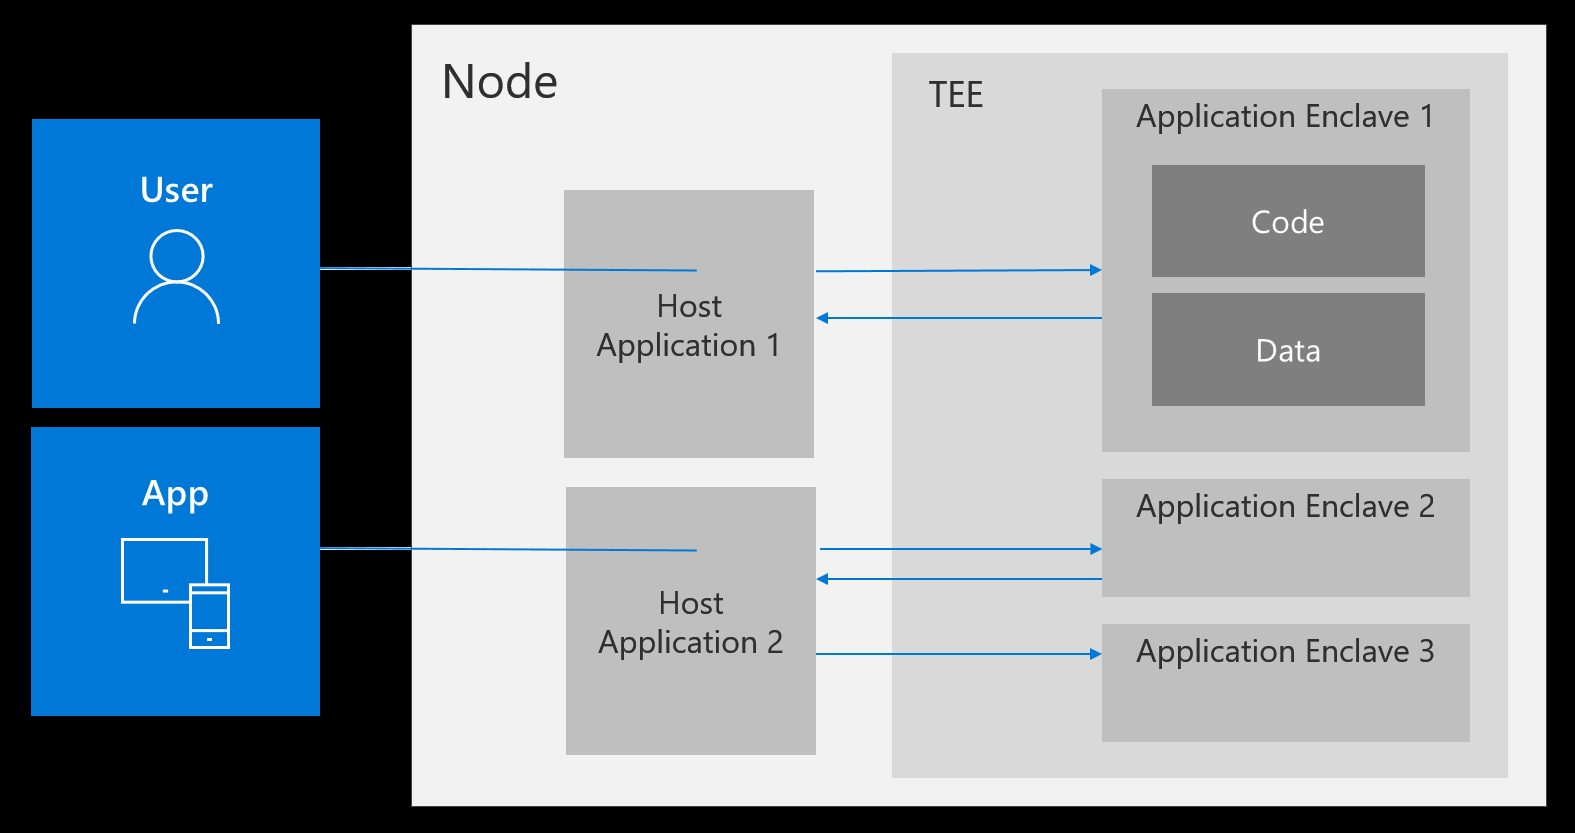 Node
TEE
Application Enclave 1
User
Code
Host
Application 1
Data
App
Application Enclave 2
Host
Application 2
Application Enclave 3